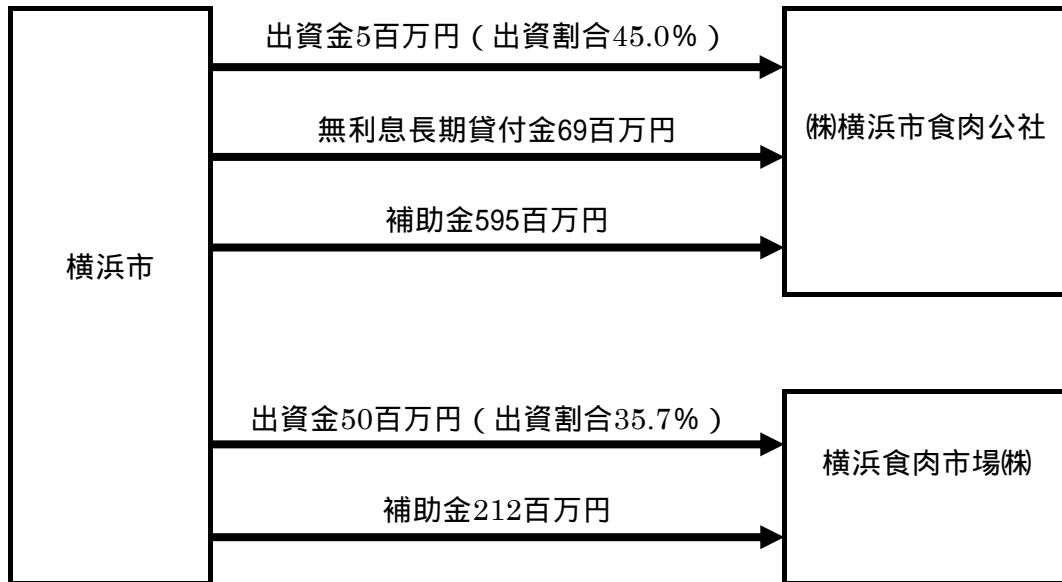 出資金5百万円（出資割合45.0％）
無利息長期貸付金69百万円
㈱横浜市食肉公社
補助金595百万円
横浜市
出資金50百万円（出資割合35.7％）
横浜食肉市場㈱
補助金212百万円